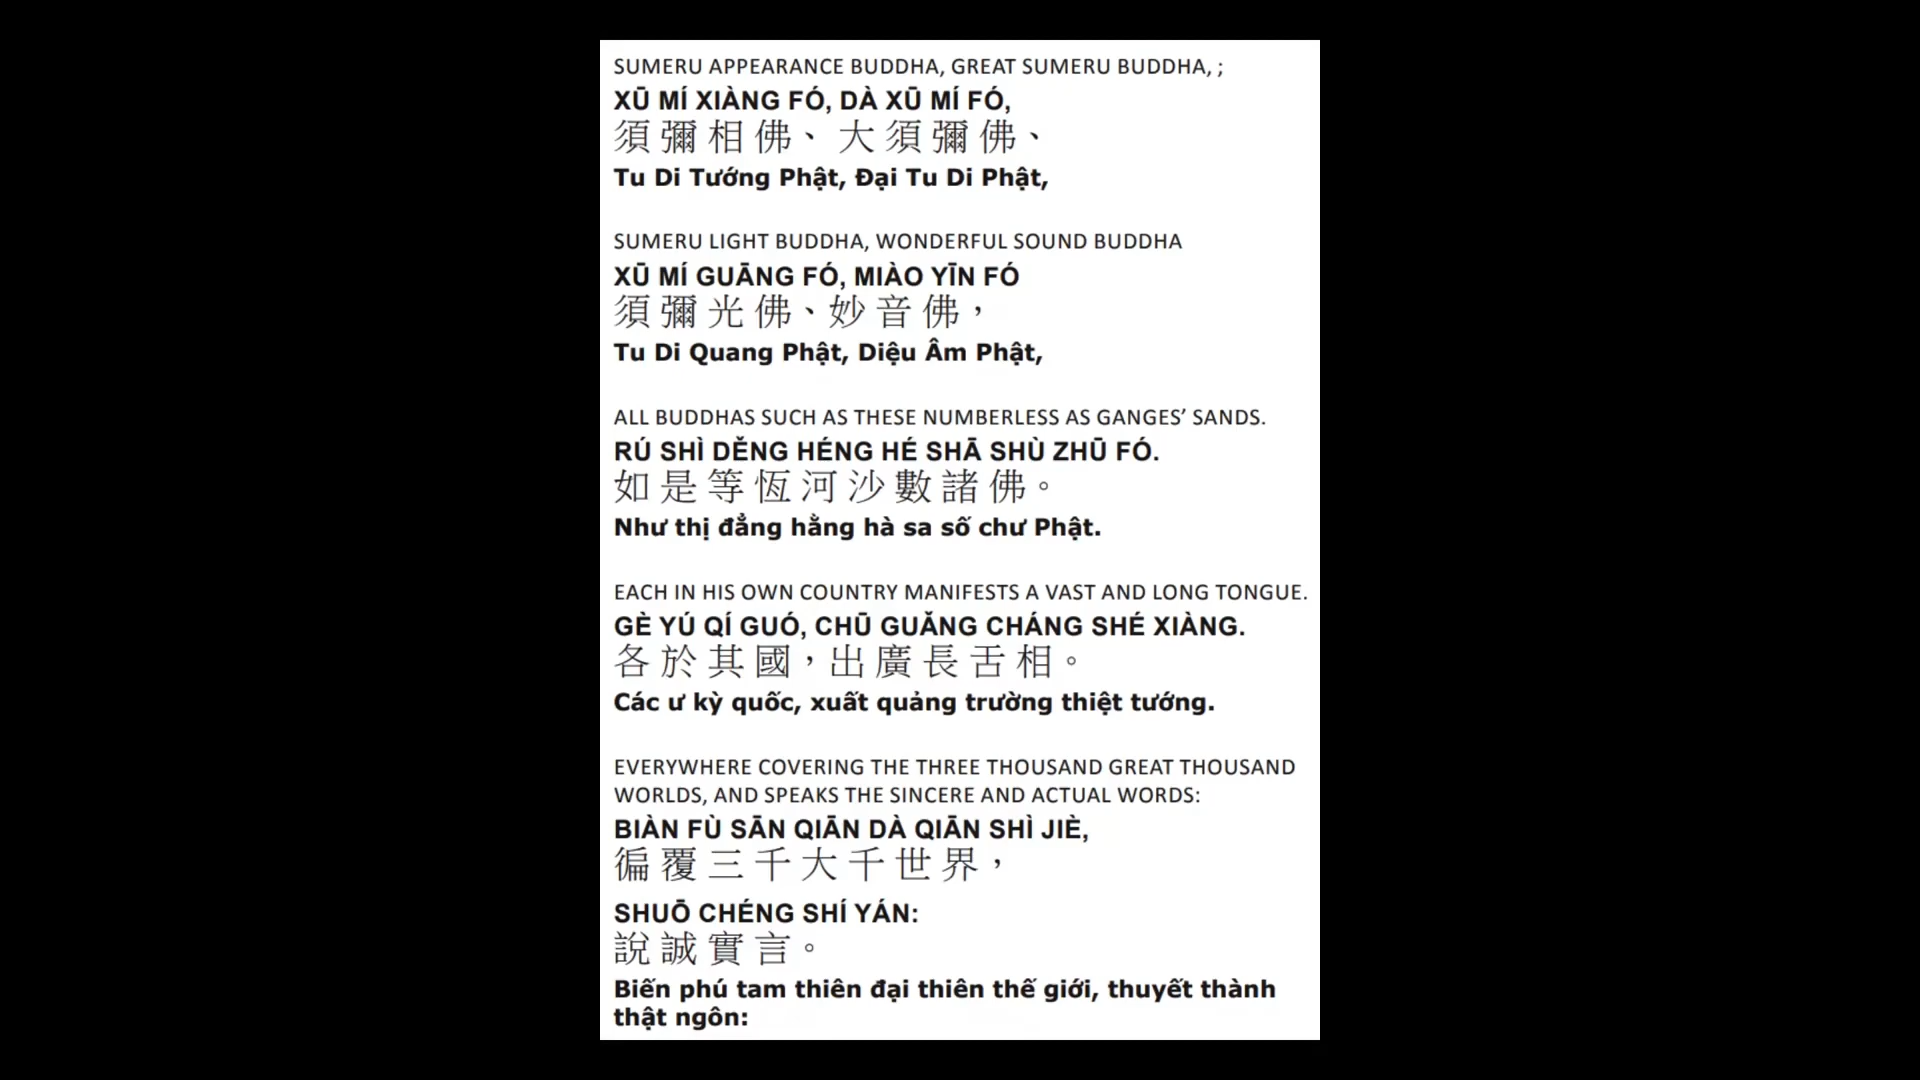 SUMERU APPEARANCE BUDDHA, GREAT SUMERU BUDDHA, ;
XŪ MÍ XIÀNG FÓ, DÀ XŪ MÍ FÓ,
須彌相佛、大須彌佛、
Tu Di Tướng Phật, Đại Tu Di Phật,
SUMERU LIGHT BUDDHA, WONDERFUL SOUND BUDDHA
XŪ MÍ GUĀNG FÓ, MIÀO YĪN FÓ
須彌光佛、妙音佛，
Tu Di Quang Phật, Diệu Âm Phật,
ALL BUDDHAS SUCH AS THESE NUMBERLESS AS GANGES’ SANDS.
RÚ SHÌ DĚNG HÉNG HÉ SHĀ SHÙ ZHŪ FÓ.
如是等恆河沙數諸佛。
Như thị đẳng hằng hà sa số chư Phật.
EACH IN HIS OWN COUNTRY MANIFESTS A VAST AND LONG TONGUE.
GÈ YÚ QÍ GUÓ, CHŪ GUǍNG CHÁNG SHÉ XIÀNG.
各於其國，出廣長舌相。
Các ư kỳ quốc, xuất quảng trường thiệt tướng.
EVERYWHERE COVERING THE THREE THOUSAND GREAT THOUSAND
WORLDS, AND SPEAKS THE SINCERE AND ACTUAL WORDS:
BIÀN FÙ SĀN QIĀN DÀ QIĀN SHÌ JIÈ,
徧覆三千大千世界，
SHUŌ CHÉNG SHÍ YÁN:
說誠實言。
Biến phú tam thiên đại thiên thế giới, thuyết thành
thật ngôn: